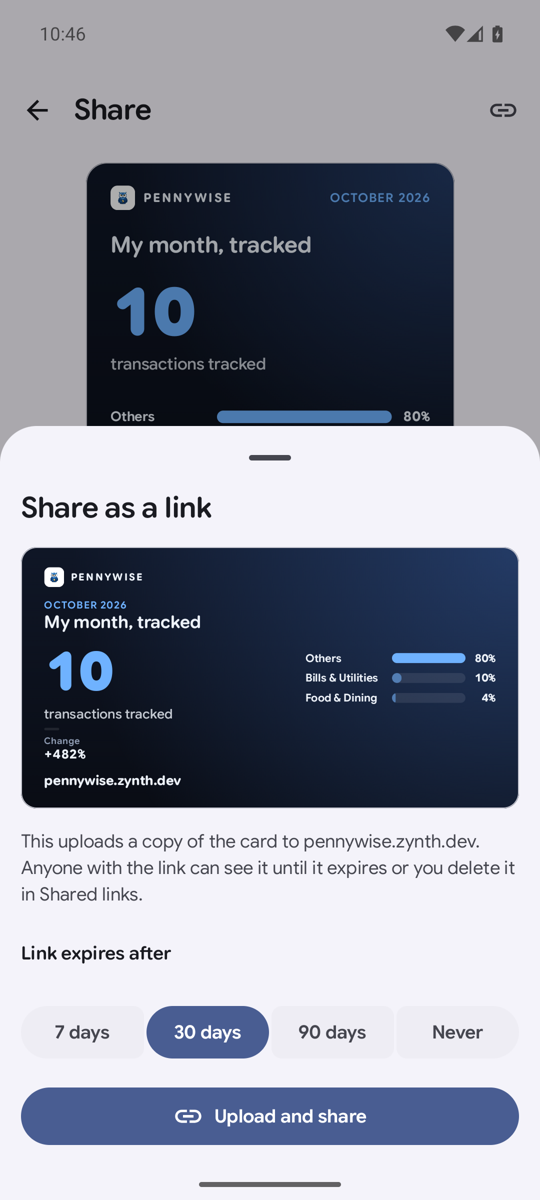 10:46
Share
PENNYWISE
OCTOBER 2026
My month, tracked
10
transactions tracked
Others 80%
Share as a link
PENNYWISE
OCTOBER 2026
My month, tracked
10
transactions tracked
Change
+482%
pennywise.zynth.dev
Others 80%
Bills & Utilities 10%
Food & Dining 4%
This uploads a copy of the card to pennywise.zynth.dev.
Anyone with the link can see it until it expires or you delete it
in Shared links.
Link expires after
7 days
30 days
90 days
Never
Upload and share